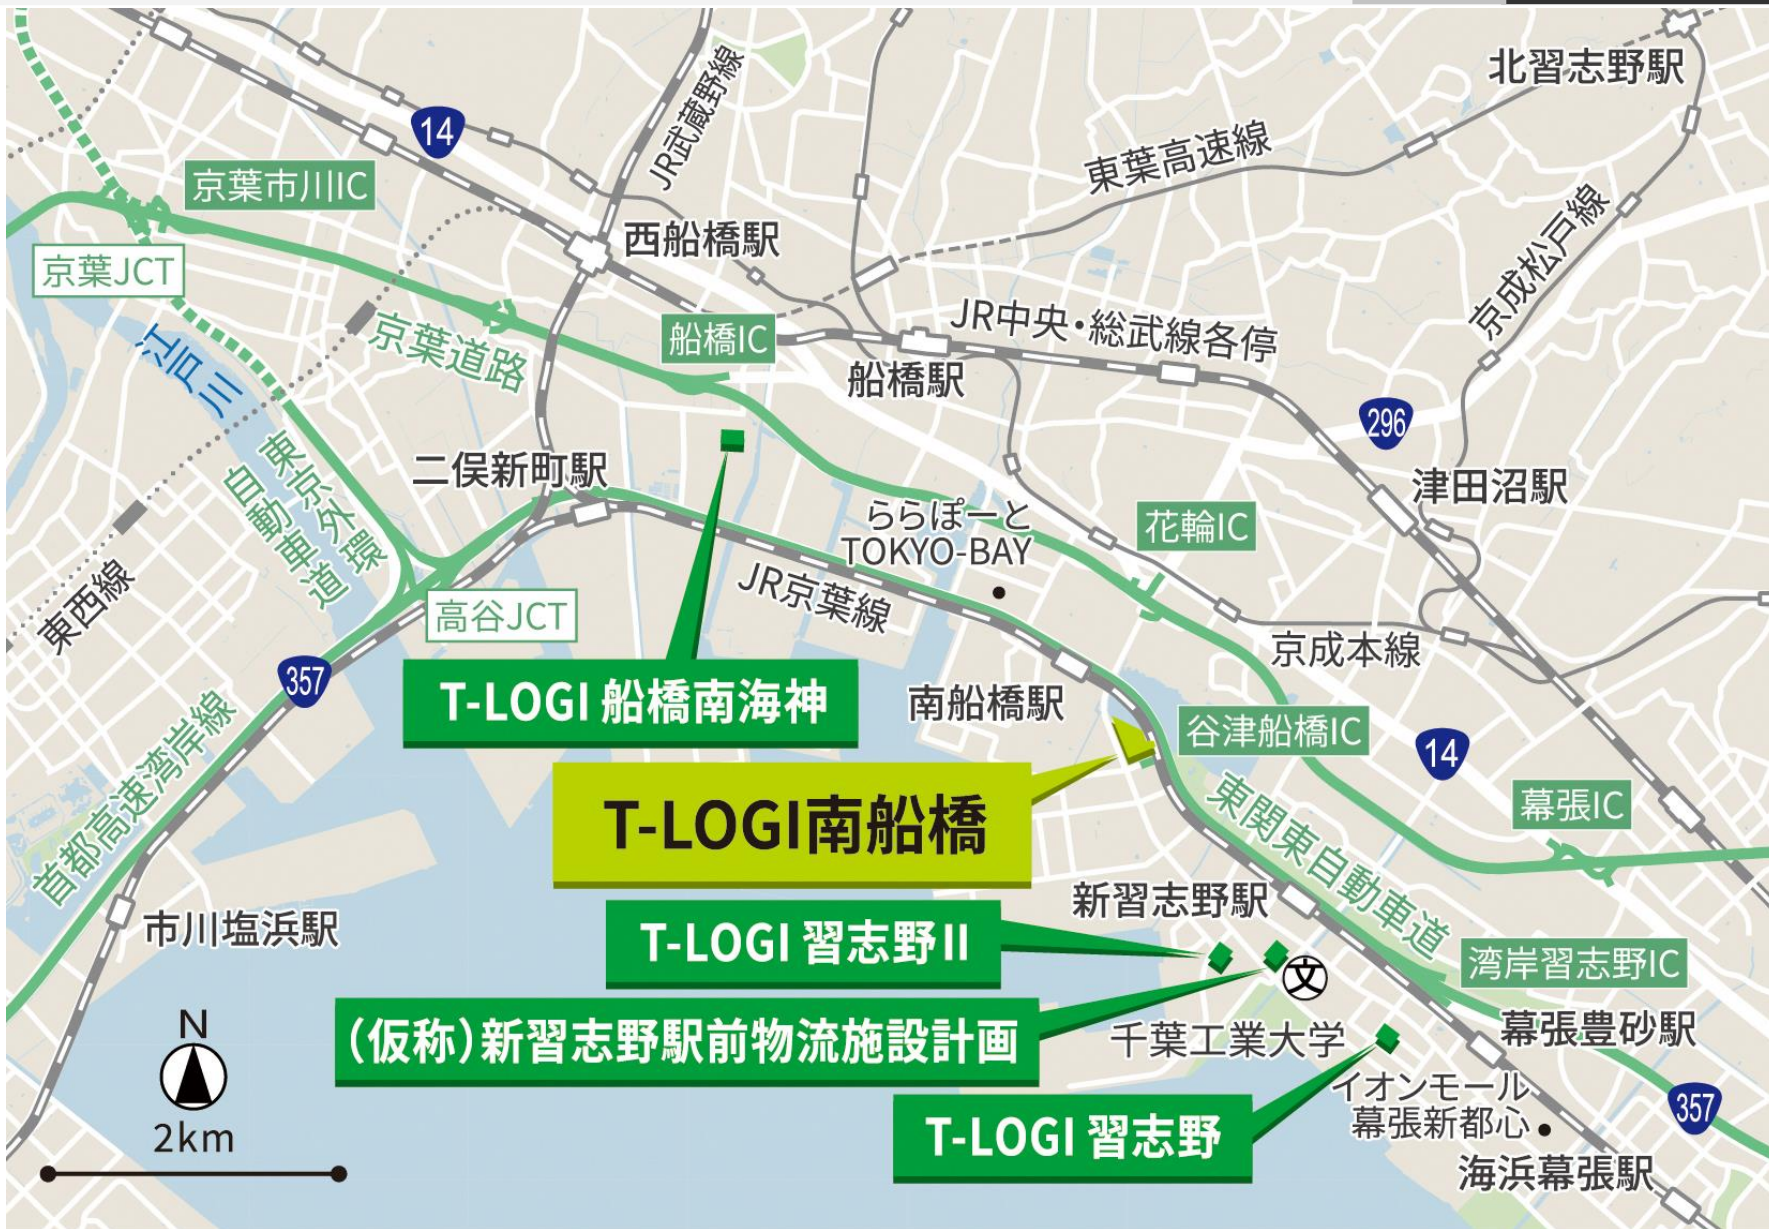 北習志野駅
JR武蔵野線
14
東葉高速線
京葉市川IC
京成松戸線
西船橋駅
京葉JCT
江戸川
京葉道路
船橋IC
JR中央・総武線各停
船橋駅
296
二俣新町駅
津田沼駅
東京外環
自動車道
ららぽーと
TOKYO-BAY
花輪IC
東西線
JR京葉線
高谷JCT
京成本線
357
T-LOGI 船橋南海神
南船橋駅
谷津船橋IC
14
首都高速湾岸線
T-LOGI南船橋
東関東自動車道
幕張IC
新習志野駅
市川塩浜駅
T-LOGI 習志野II
湾岸習志野IC
文
N
(仮称)新習志野駅前物流施設計画
千葉工業大学
幕張豊砂駅
イオンモール
幕張新都心
357
2km
T-LOGI 習志野
海浜幕張駅